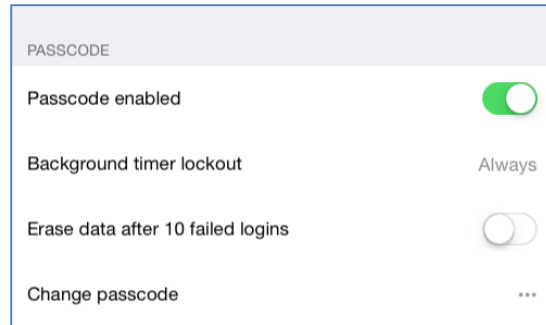 PASSCODE
Passcode enabled
Background timer lockout Always
Erase data after 10 failed logins
Change passcode ...